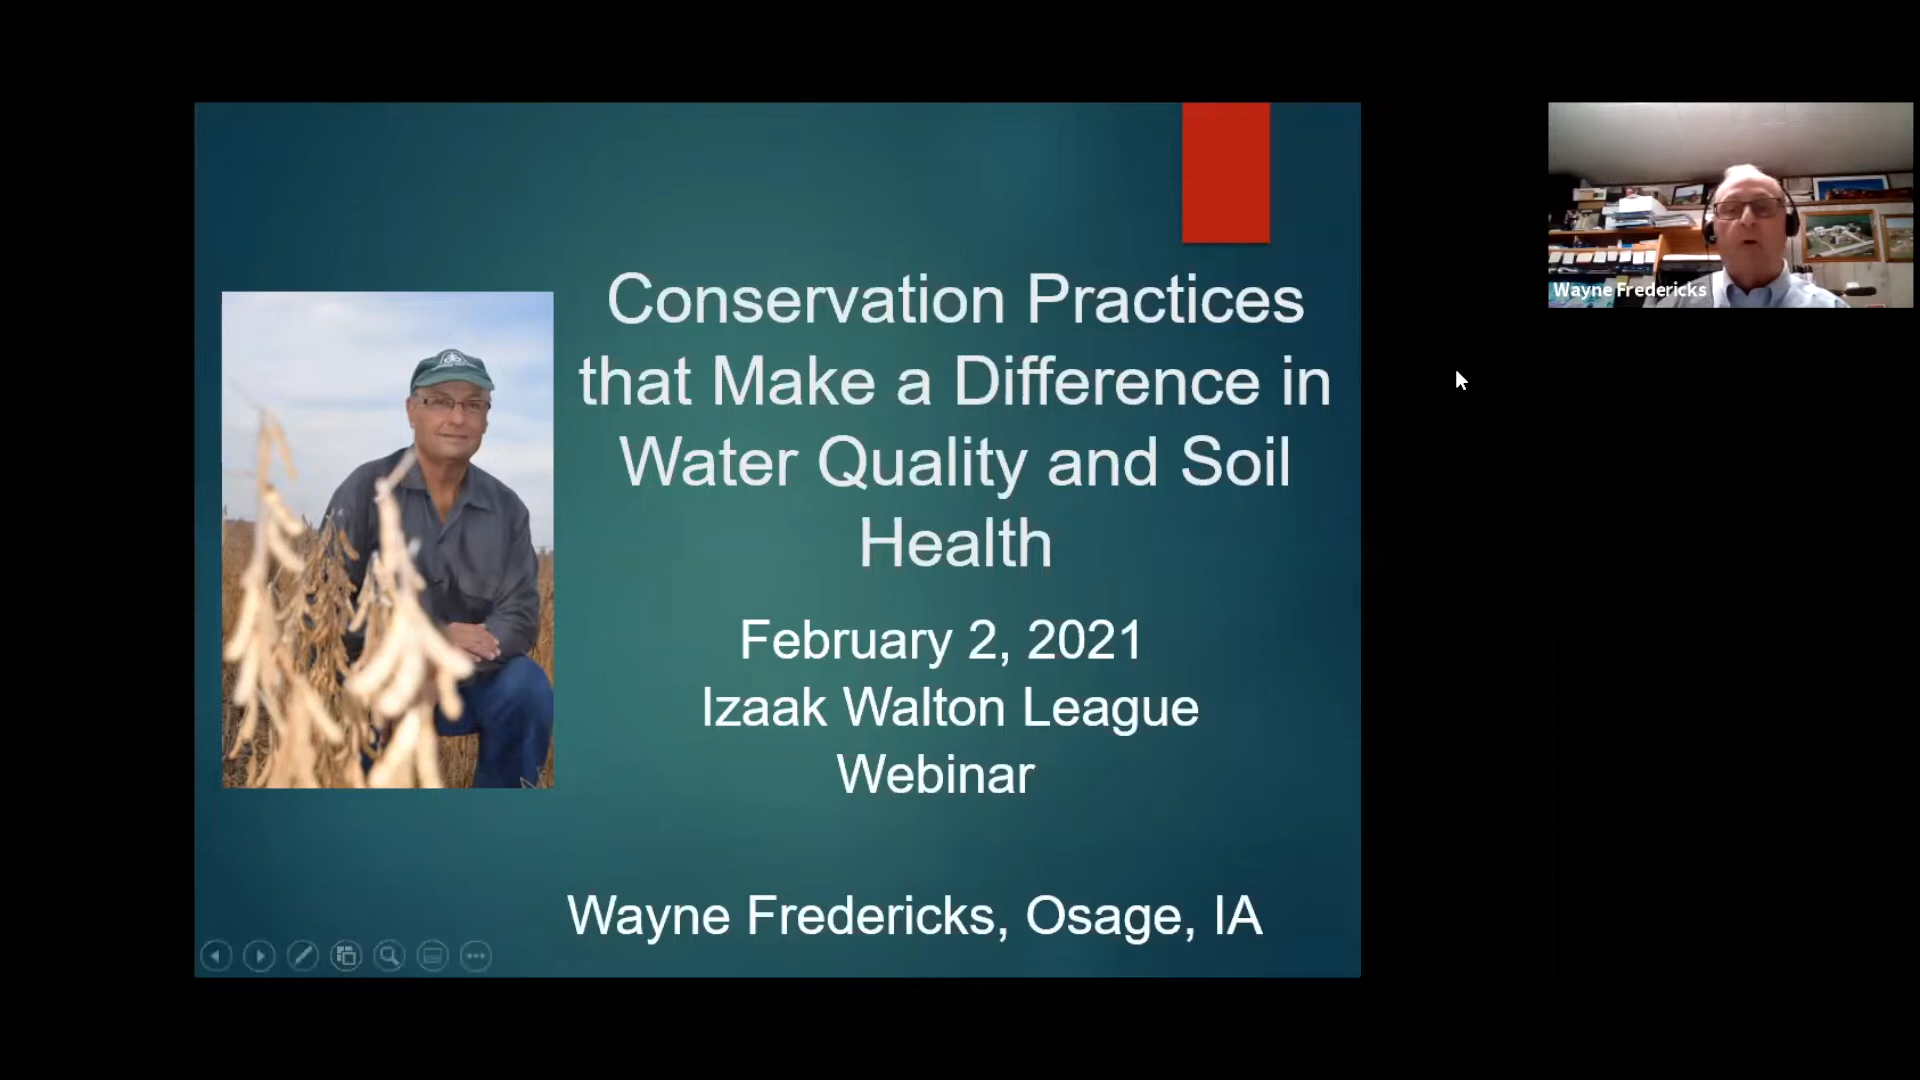 Conservation Practices
that Make a Difference in
Water Quality and Soil
Health
February 2, 2021
Izaak Walton League
Webinar
Wayne Fredericks, Osage, IA
Wayne Fredericks